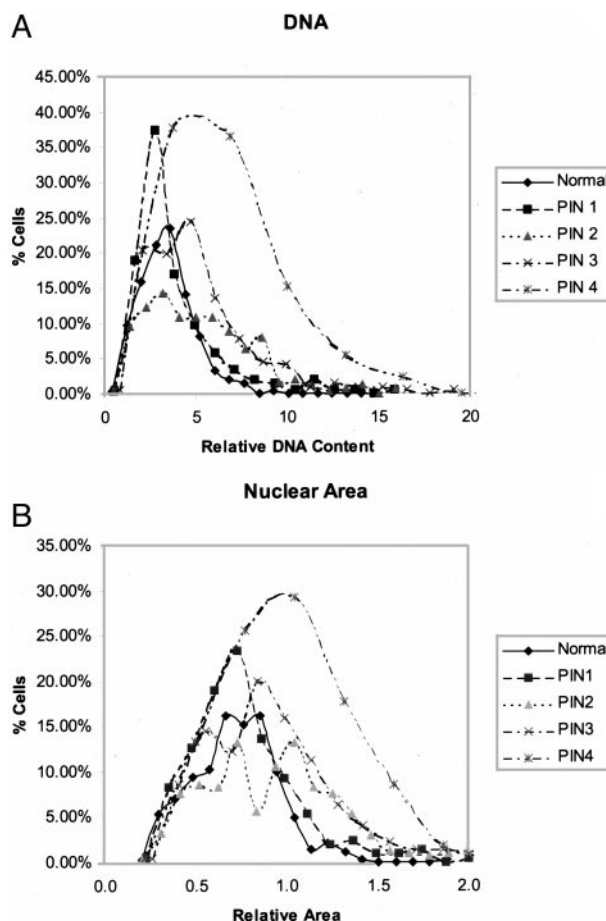 A
DNA
45.00%
40.00%
35.00%
30.00%
25.00%
20.00%
15.00%
10.00%
5.00%
0.00%
% Cells
0 5 10 15 20
Relative DNA Content
Normal
PIN 1
PIN 2
PIN 3
PIN 4
B
Nuclear Area
35.00%
30.00%
25.00%
20.00%
15.00%
10.00%
5.00%
0.00%
% Cells
0.0 0.5 1.0 1.5 2.0
Relative Area
Normal
PIN1
PIN2
PIN3
PIN4